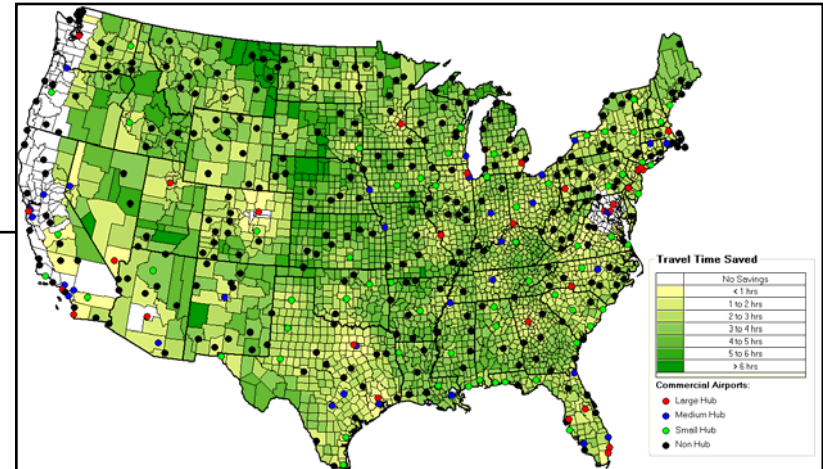 Travel Time Saved
No Savings
< 1 hrs
1 to 2 hrs
2 to 3 hrs
3 to 4 hrs
4 to 5 hrs
5 to 6 hrs
> 6 hrs
Commercial Airports:
Large Hub
Medium Hub
Small Hub
Non Hub